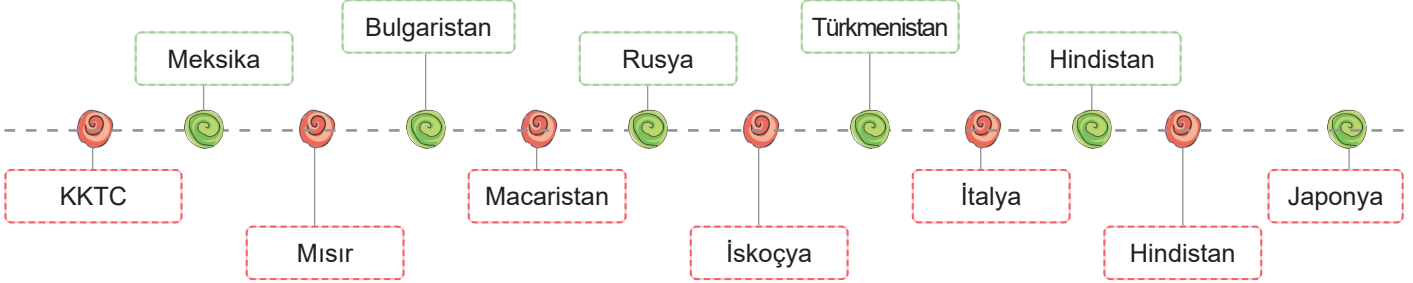 KKTC
Meksika
Mısır
Bulgaristan
Macaristan
Rusya
İskoçya
Türkmenistan
İtalya
Hindistan
Hindistan
Japonya